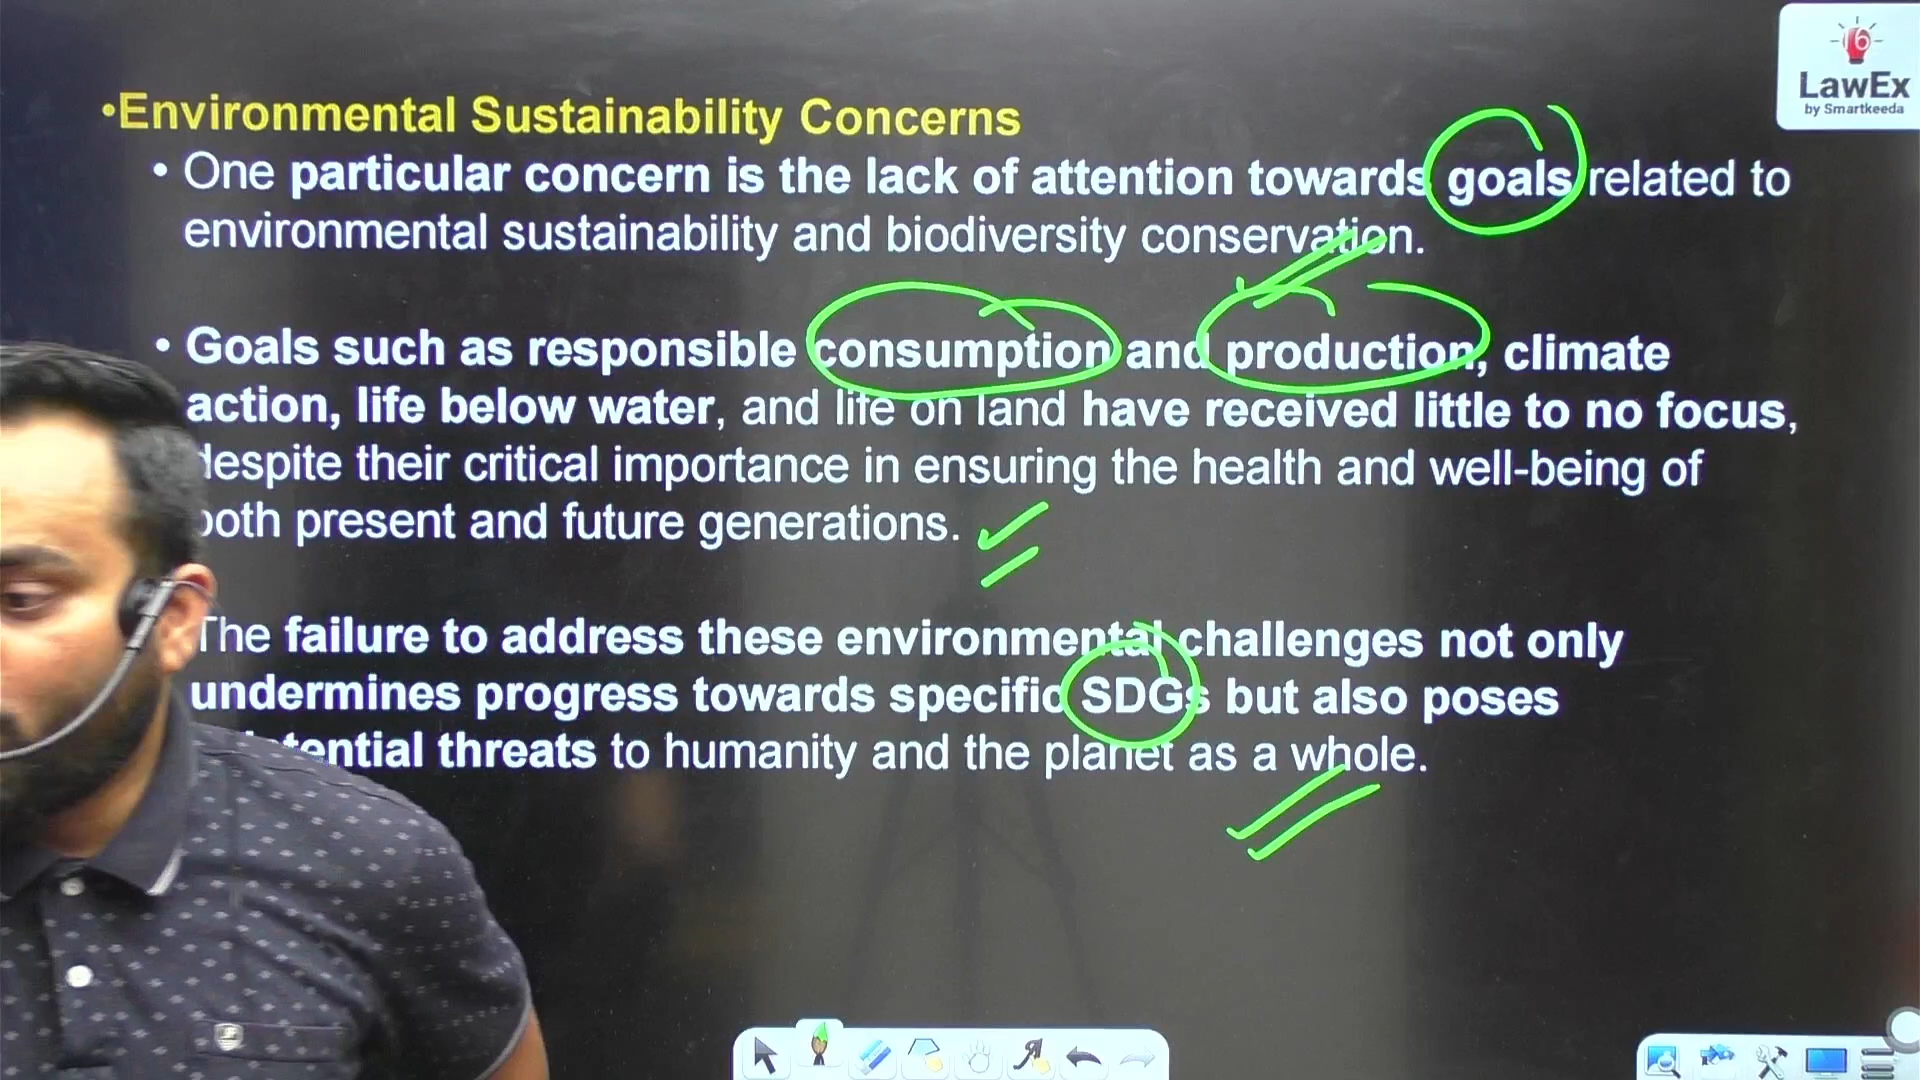 •Environmental Sustainability Concerns
• One particular concern is the lack of attention towards goals related to
environmental sustainability and biodiversity conservation.
• Goals such as responsible consumption and production, climate
action, life below water, and life on land have received little to no focus,
despite their critical importance in ensuring the health and well-being of
both present and future generations.
The failure to address these environmental challenges not only
undermines progress towards specific SDGs but also poses
threats to humanity and the planet as a whole.
16
LawEx
by Smartkeeda